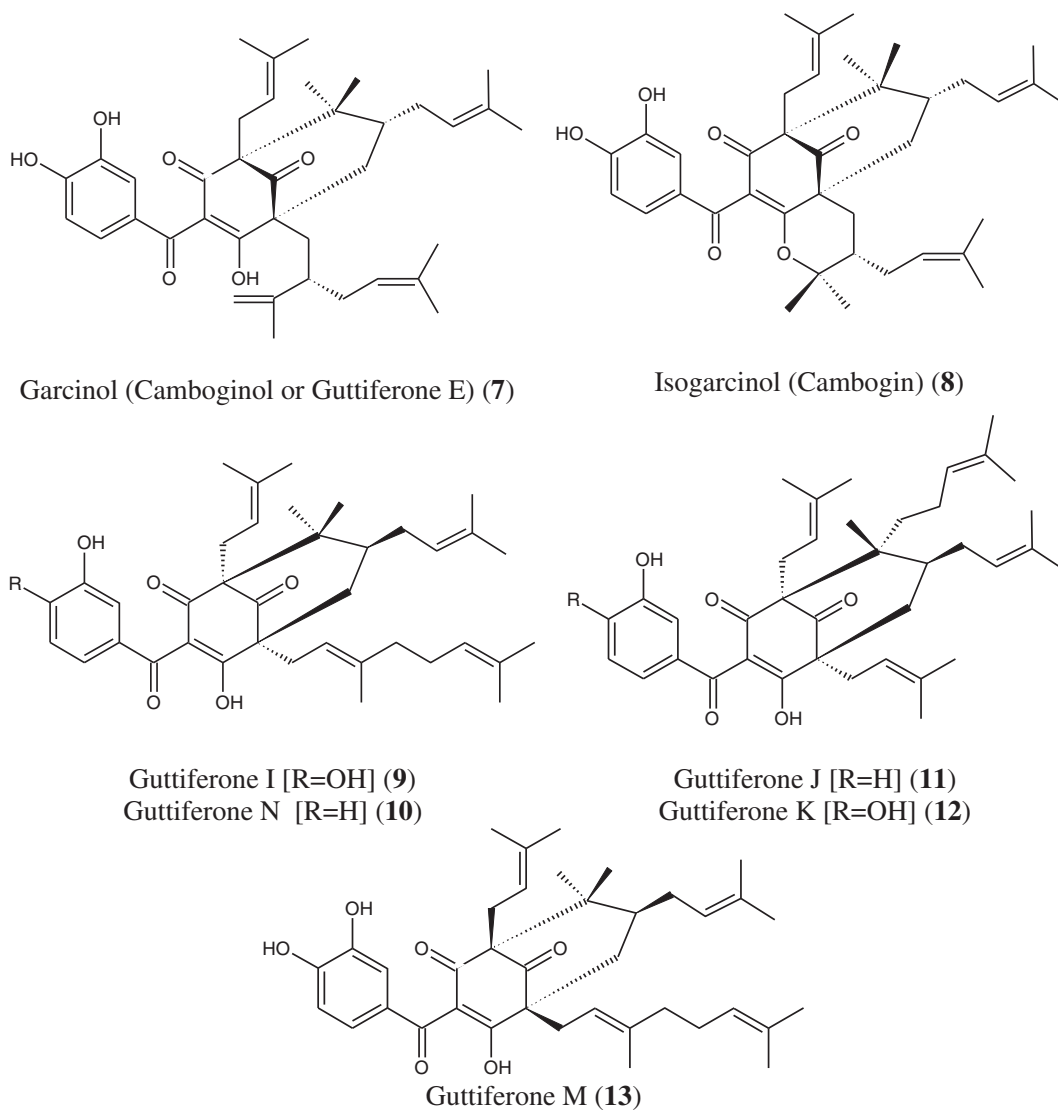 OH
HO
O
O
O
OH
Garcinol (Camboginol or Guttiferone E) (7)
OH
HO
O
O
O
O
Isogarcinol (Cambogin) (8)
OH
R
O
O
O
OH
Guttiferone I [R=OH] (9)
Guttiferone N [R=H] (10)
OH
R
O
O
O
OH
Guttiferone J [R=H] (11)
Guttiferone K [R=OH] (12)
OH
HO
O
O
O
OH
Guttiferone M (13)